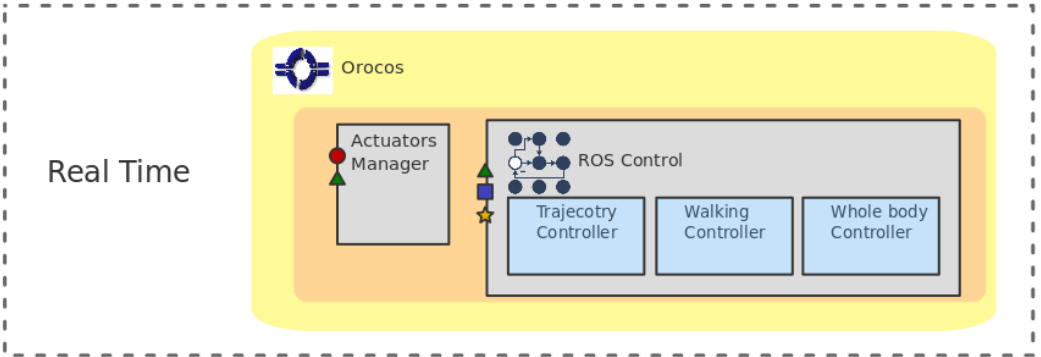 Orocos
Real Time
Actuators
Manager
ROS Control
Trajecotry
Controller
Walking
Controller
Whole body
Controller